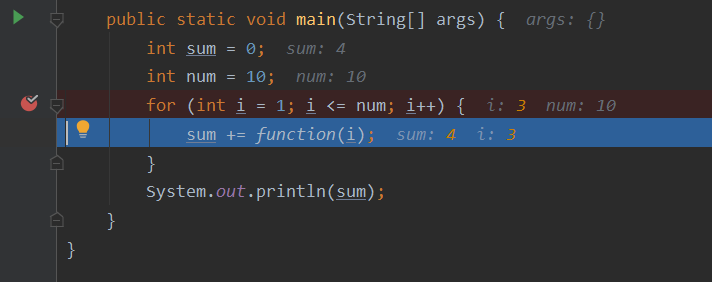 public static void main(String[] args) { args: {}
int sum = 0; sum: 4
int num = 10; num: 10
for (int i = 1; i <= num; i++) { i: 3 num: 10
sum += function(i); sum: 4 i: 3
}
System.out.println(sum);
}
}